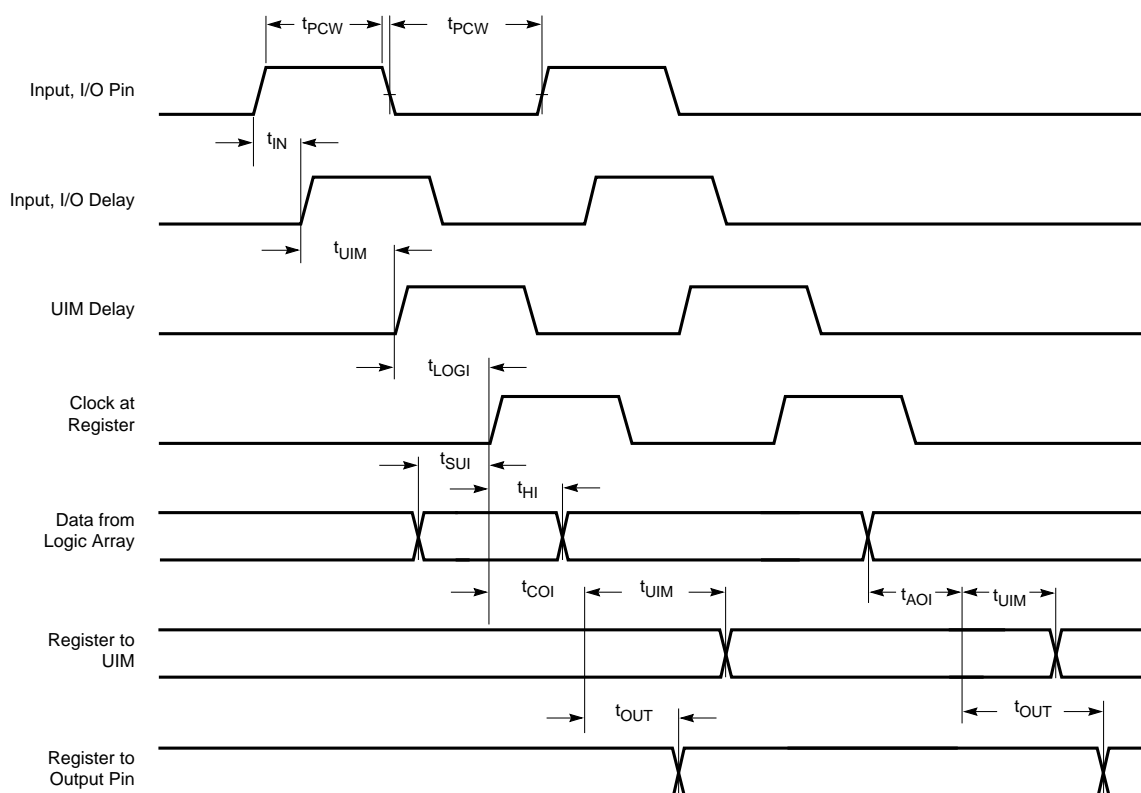 tPCW tPCW
Input, I/O Pin
tIN
Input, I/O Delay
tUIM
UIM Delay
tLOGI
Clock at
Register
tSUI
tHI
Data from
Logic Array
tCOI tUIM tAOI tUIM
Register to
UIM
tOUT tOUT
Register to
Output Pin